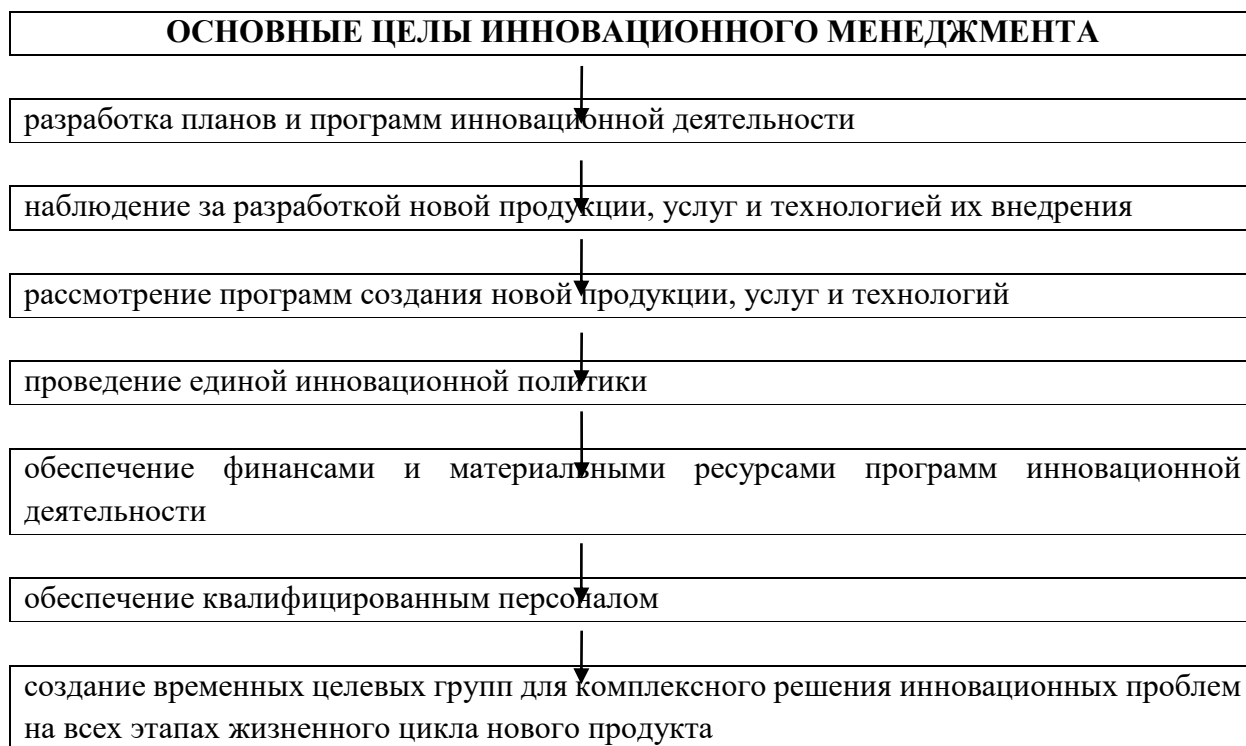 ОСНОВНЫЕ ЦЕЛЫ ИННОВАЦИОННОГО МЕНЕДЖМЕНТА
разработка планов и программ инновационной деятельности
наблюдение за разработкой новой продукции, услуг и технологией их внедрения
рассмотрение программ создания новой продукции, услуг и технологий
проведение единой инновационной политики
обеспечение финансами и материальными ресурсами программ инновационной
деятельности
обеспечение квалифицированным персоналом
создание временных целевых групп для комплексного решения инновационных проблем
на всех этапах жизненного цикла нового продукта